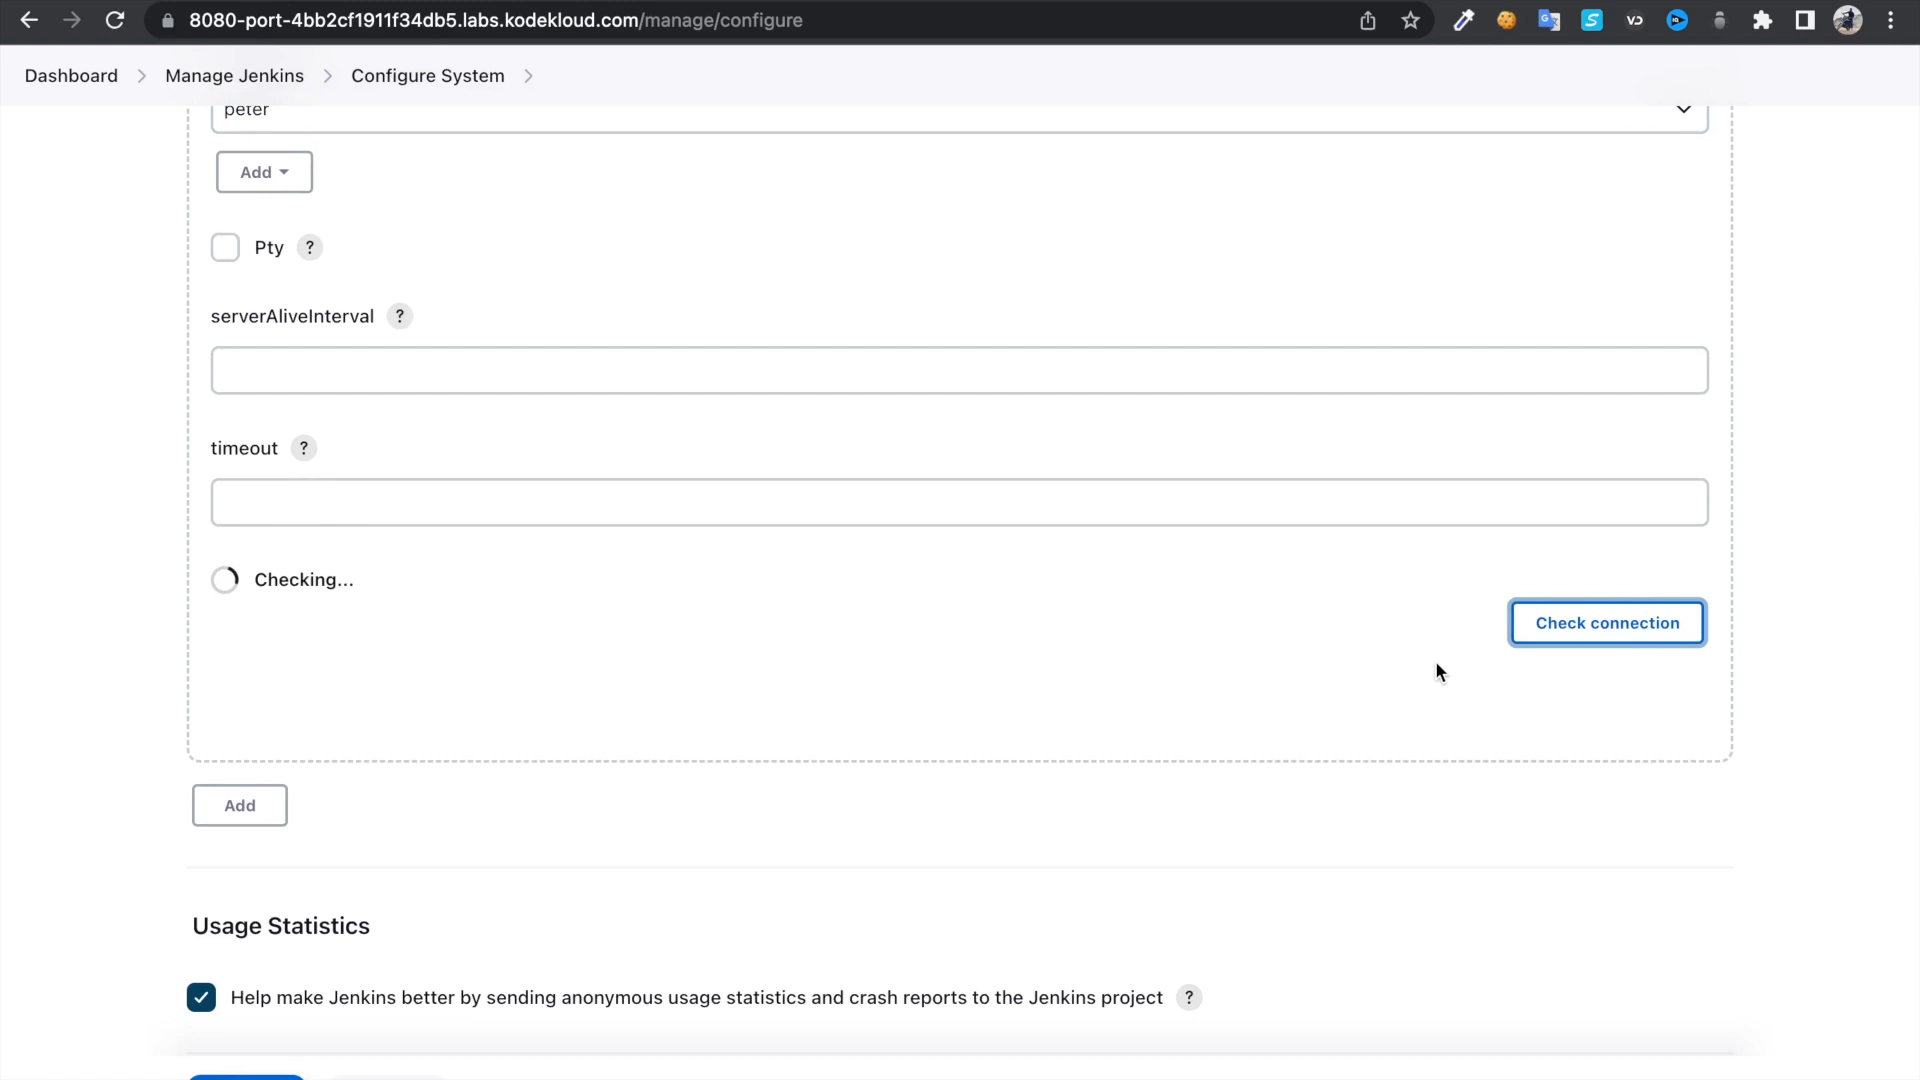 8080-port-4bb2cf1911f34db5.labs.kodekloud.com/manage/configure
Dashboard
Manage Jenkins
Configure System
peter
Add
Pty ?
serverAliveInterval ?
timeout ?
Checking...
Check connection
Add
Usage Statistics
Help make Jenkins better by sending anonymous usage statistics and crash reports to the Jenkins project ?